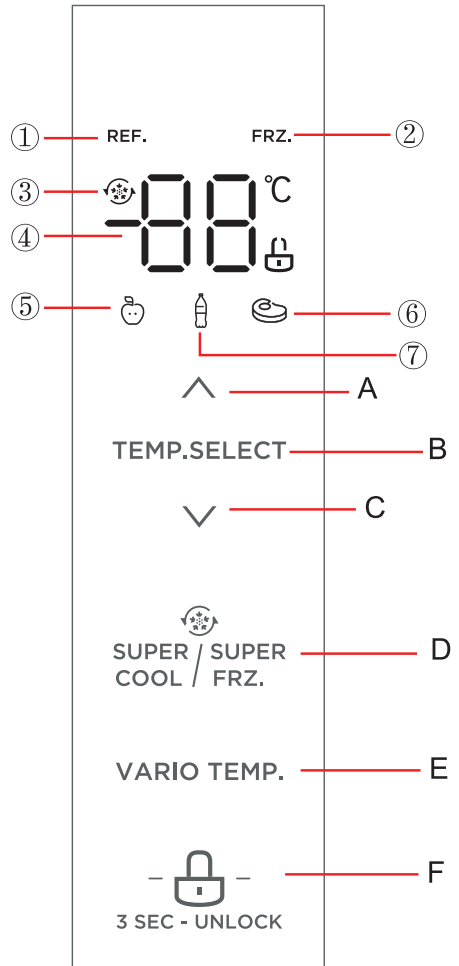 ① REF. FRZ. ②
③ -88 °C
④
⑤ ⑥
⑦
A
TEMP.SELECT B
C
SUPER / SUPER D
COOL / FRZ.
VARIO TEMP. E
F
3 SEC - UNLOCK